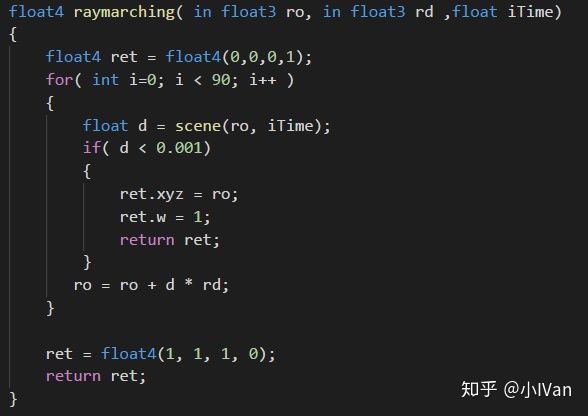 float4 raymarching( in float3 ro, in float3 rd ,float iTime)
{
    float4 ret = float4(0,0,0,1);
    for( int i=0; i < 90; i++ )
    {
        float d = scene(ro, iTime);
        if( d < 0.001)
        {
            ret.xyz = ro;
            ret.w = 1;
            return ret;
        }
       ro = ro + d * rd;
    }

    ret = float4(1, 1, 1, 0);
    return ret;
}
知乎 @小IVan